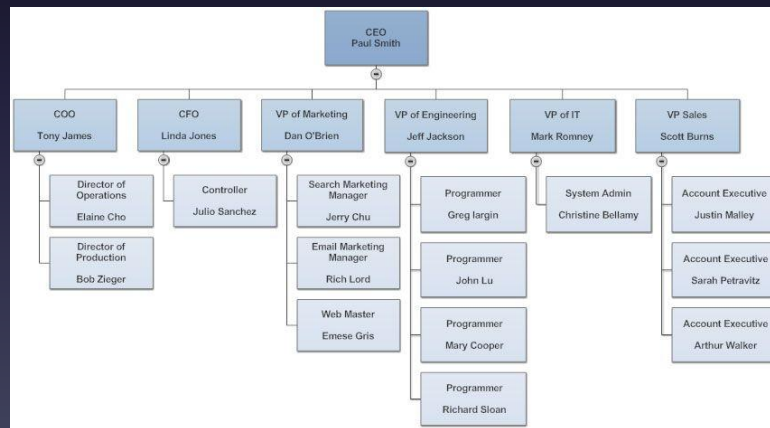 CEO
Paul Smith
COO
Tony James
CFO
Linda Jones
VP of Marketing
Dan O'Brien
VP of Engineering
Jeff Jackson
VP of IT
Mark Romney
VP Sales
Scott Burns
Director of
Operations
Elaine Cho
Director of
Production
Bob Zieger
Controller
Julio Sanchez
Search Marketing
Manager
Jerry Chu
Email Marketing
Manager
Rich Lord
Web Master
Emese Gris
Programmer
Greg Iargin
Programmer
John Lu
Programmer
Mary Cooper
Programmer
Richard Sloan
System Admin
Christine Bellamy
Account Executive
Justin Malley
Account Executive
Sarah Petravitz
Account Executive
Arthur Walker